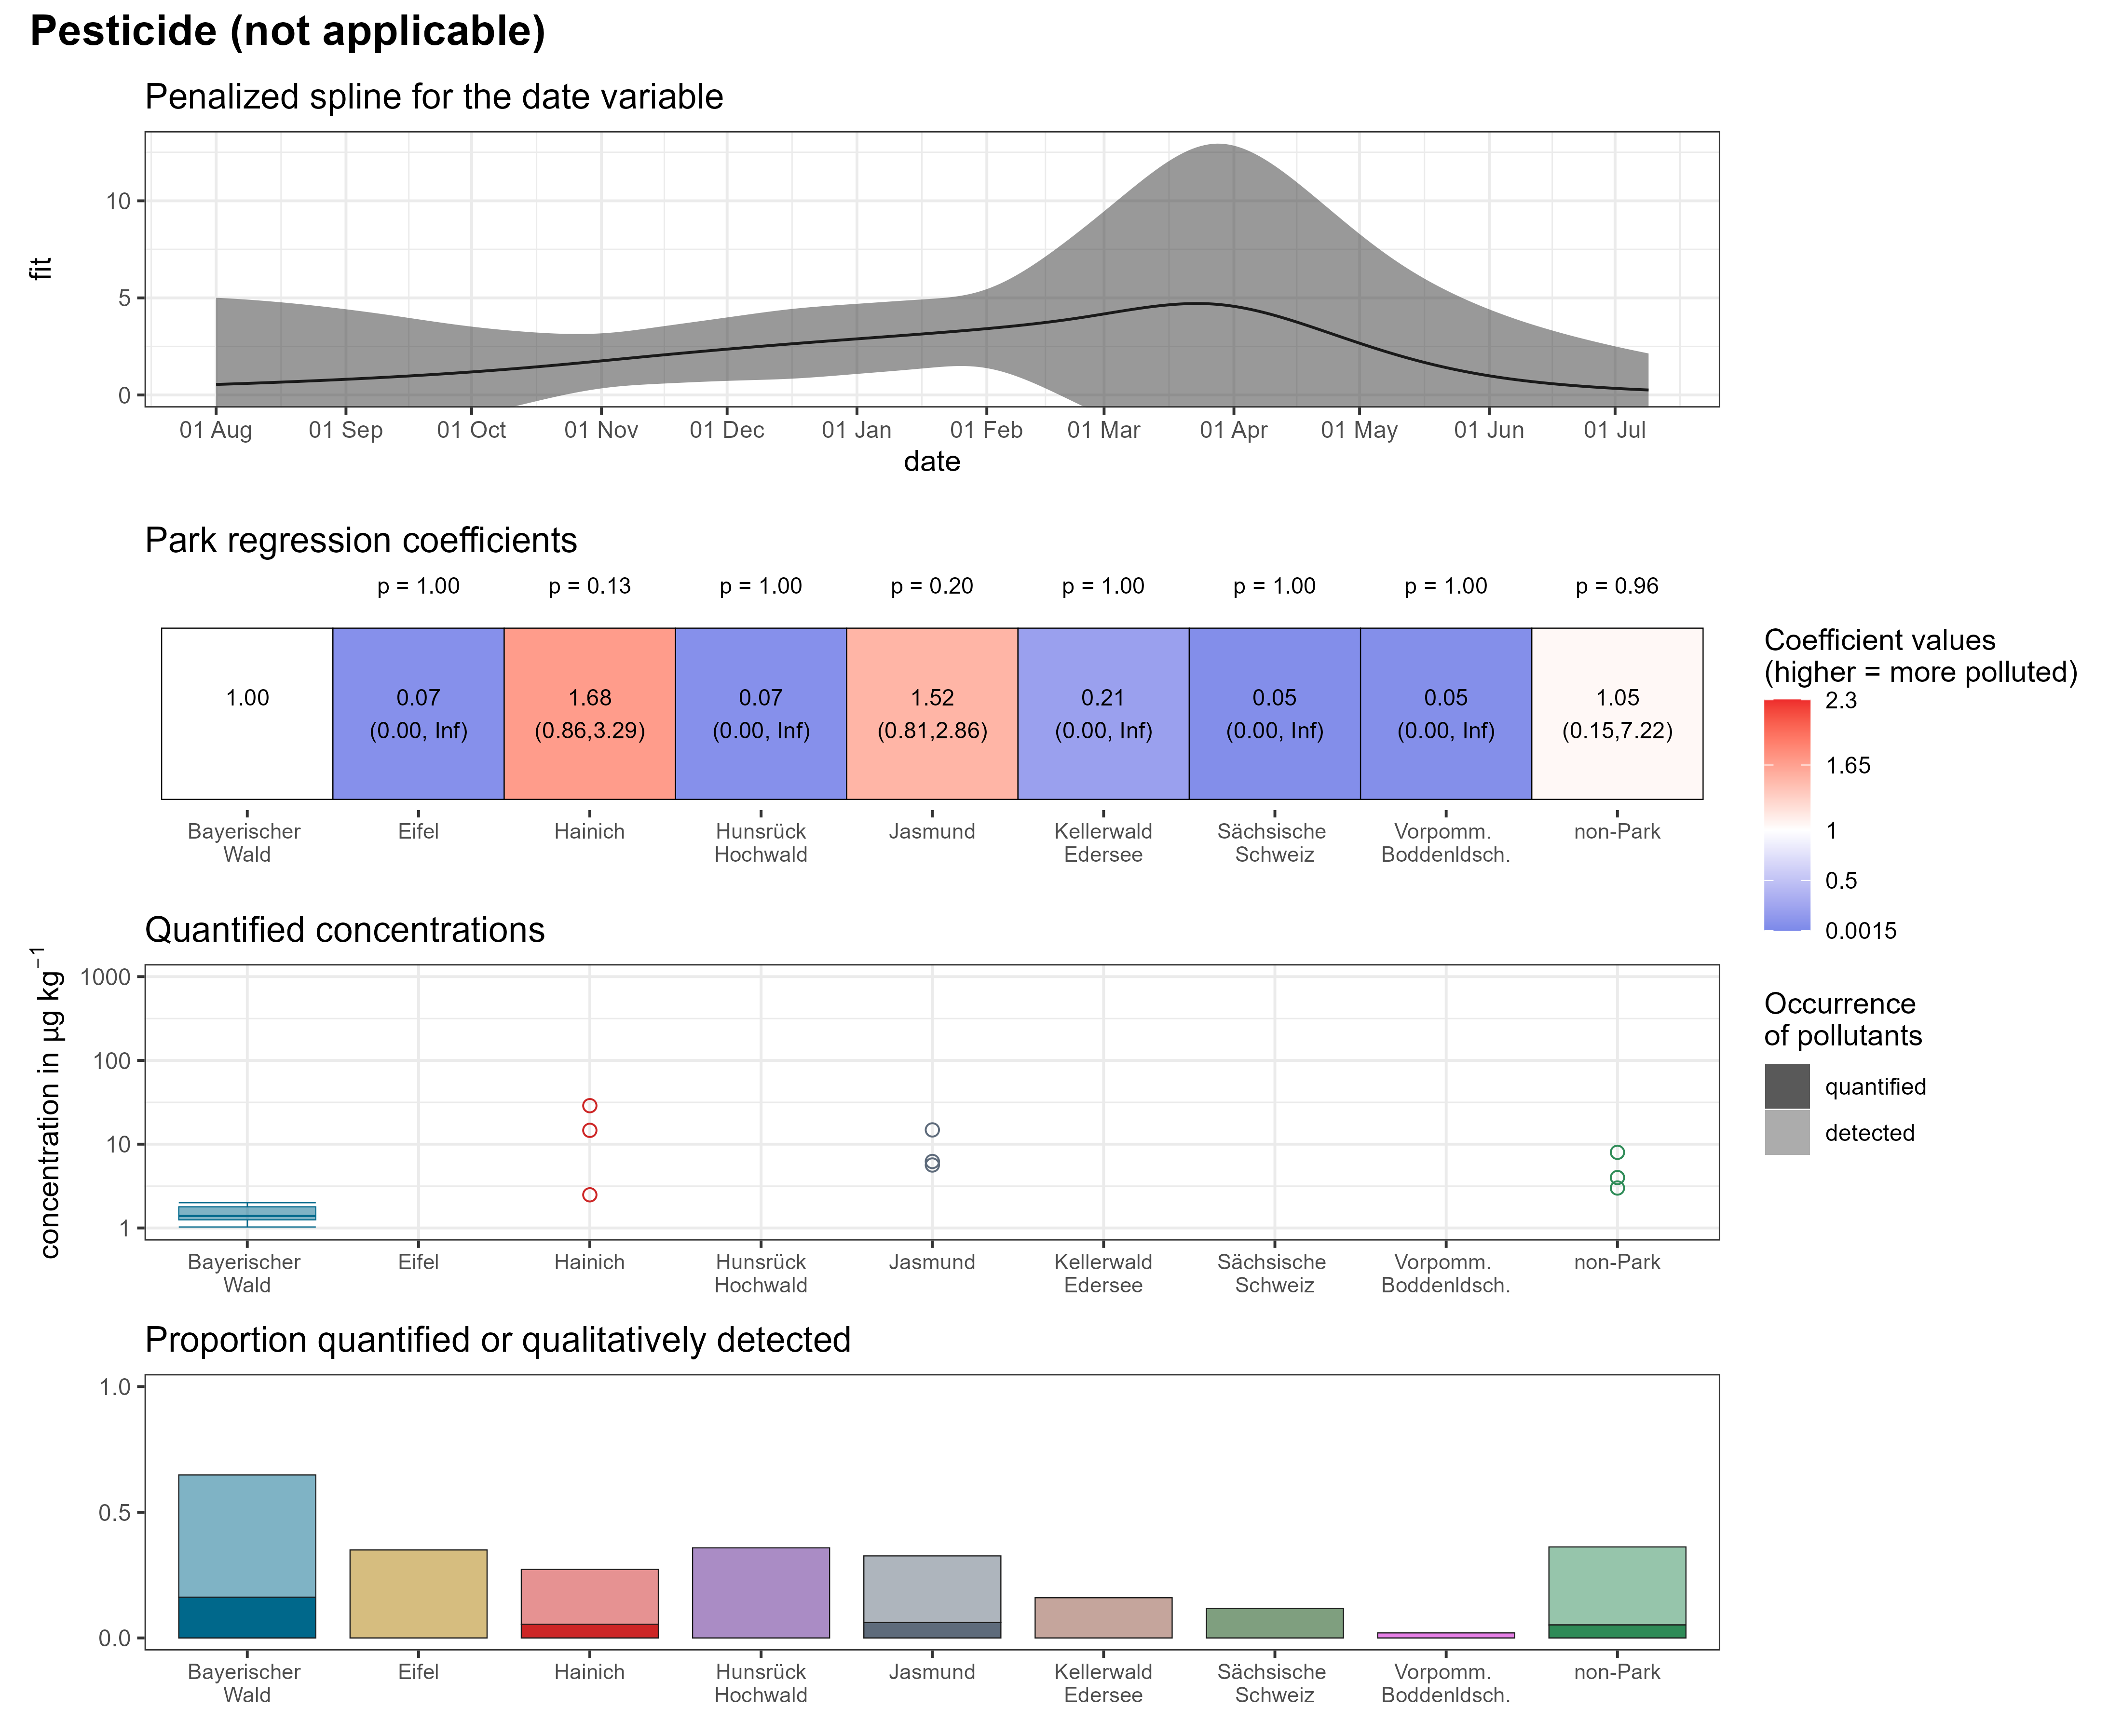 Pesticide (not applicable)
Penalized spline for the date variable
fit
10
5
0
01 Aug 01 Sep 01 Oct 01 Nov 01 Dec 01 Jan 01 Feb 01 Mar 01 Apr 01 May 01 Jun 01 Jul
date
Park regression coefficients
p = 1.00 p = 0.13 p = 1.00 p = 0.20 p = 1.00 p = 1.00 p = 1.00 p = 0.96
1.00 0.07 1.68 0.07 1.52 0.21 0.05 0.05 1.05
(0.00, Inf) (0.86,3.29) (0.00, Inf) (0.81,2.86) (0.00, Inf) (0.00, Inf) (0.00, Inf) (0.15,7.22)
Bayerischer Eifel Hainich Hunsrück Jasmund Kellerwald Sächsische Vorpomm. non-Park
Wald Hochwald Edersee Schweiz Boddenldsch.
Coefficient values
(higher = more polluted)
2.3
1.65
1
0.5
0.0015
Quantified concentrations
concentration in µg kg⁻¹
1000
100
10
1
Bayerischer Eifel Hainich Hunsrück Jasmund Kellerwald Sächsische Vorpomm. non-Park
Wald Hochwald Edersee Schweiz Boddenldsch.
Occurrence
of pollutants
quantified
detected
Proportion quantified or qualitatively detected
1.0
0.5
0.0
Bayerischer Eifel Hainich Hunsrück Jasmund Kellerwald Sächsische Vorpomm. non-Park
Wald Hochwald Edersee Schweiz Boddenldsch.